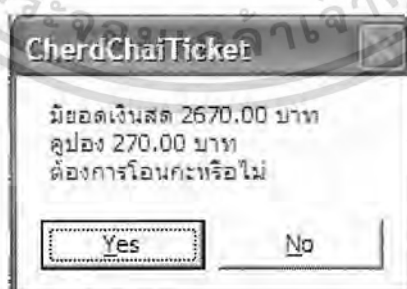 CherdChaiTicket
มียอดเงินสด 2670.00 บาท
คูปอง 270.00 บาท
ต้องการโอนกะหรือไม่
Yes No